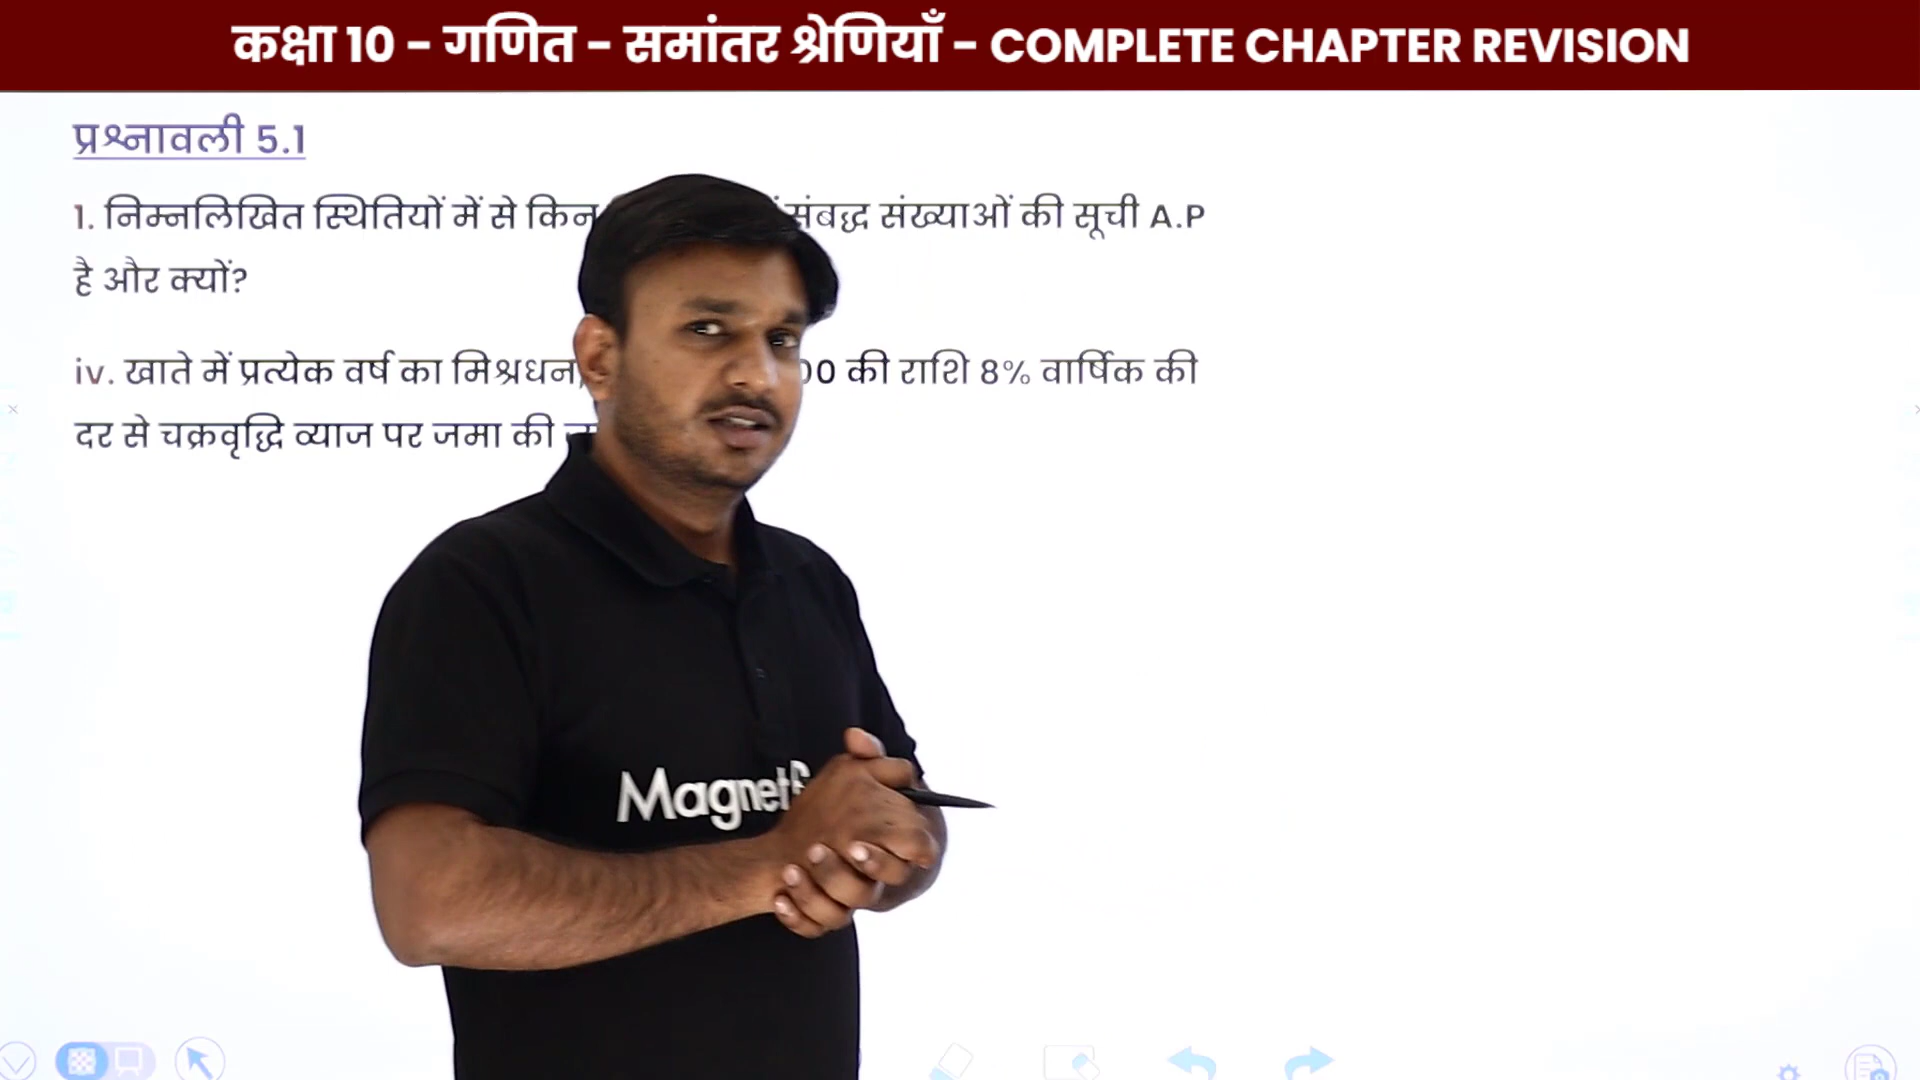 कक्षा 10 – गणित – समांतर श्रेणियाँ – COMPLETE CHAPTER REVISION
प्रश्नावली 5.1
1. निम्नलिखित स्थितियों में से किन संबद्ध संख्याओं की सूची A.P
है और क्यों?
iv. खाते में प्रत्येक वर्ष का मिश्रधन, 00 की राशि 8% वार्षिक की
दर से चक्रवृद्धि व्याज पर जमा की
Magnet